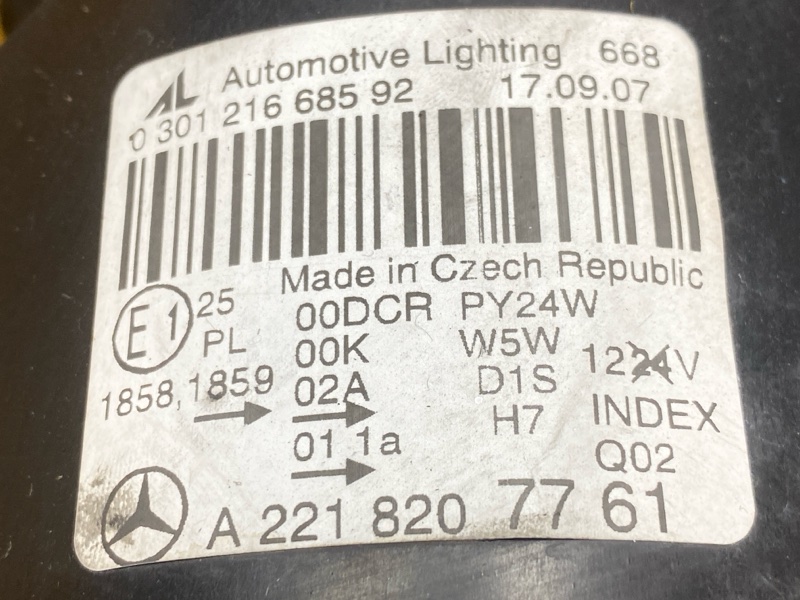 AL Automotive Lighting 668
0 301 216 685 92 17.09.07
Made in Czech Republic
E1 25 00DCR PY24W
PL 00K W5W 1224V
1858,1859 02A D1S
→ → H7 INDEX
01 1a Q02
→
A 221 820 77 61